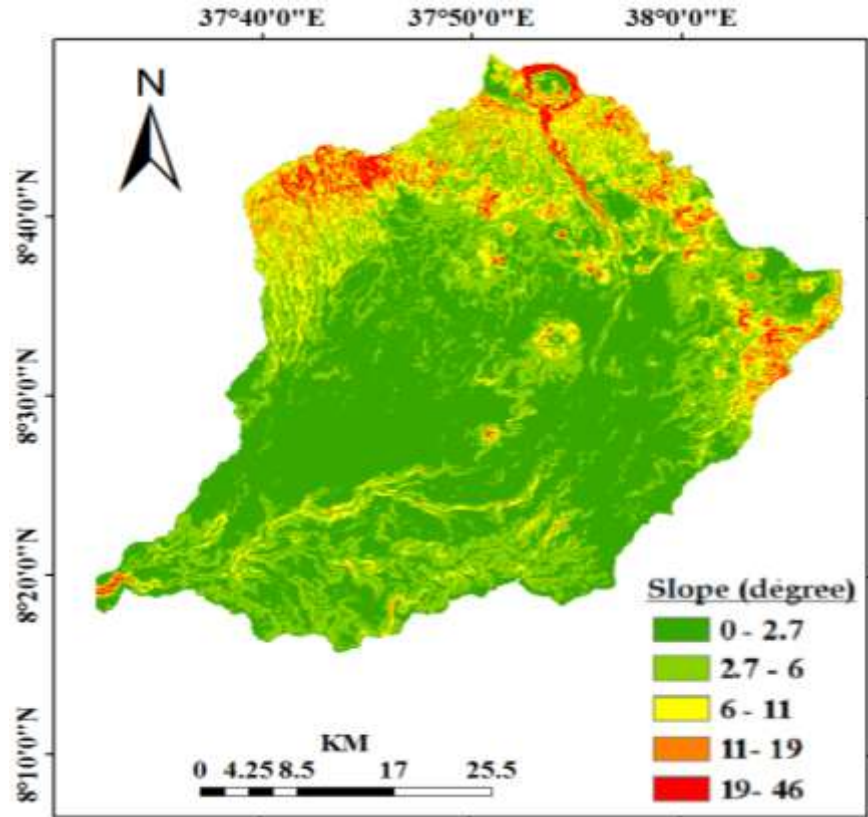 37°40'0"E 37°50'0"E 38°0'0"E
N
8°40'0"N
8°30'0"N
8°20'0"N
8°10'0"N
Slope (degree)
0 - 2.7
2.7 - 6
6 - 11
11- 19
19- 46
KM
0 4.25 8.5 17 25.5